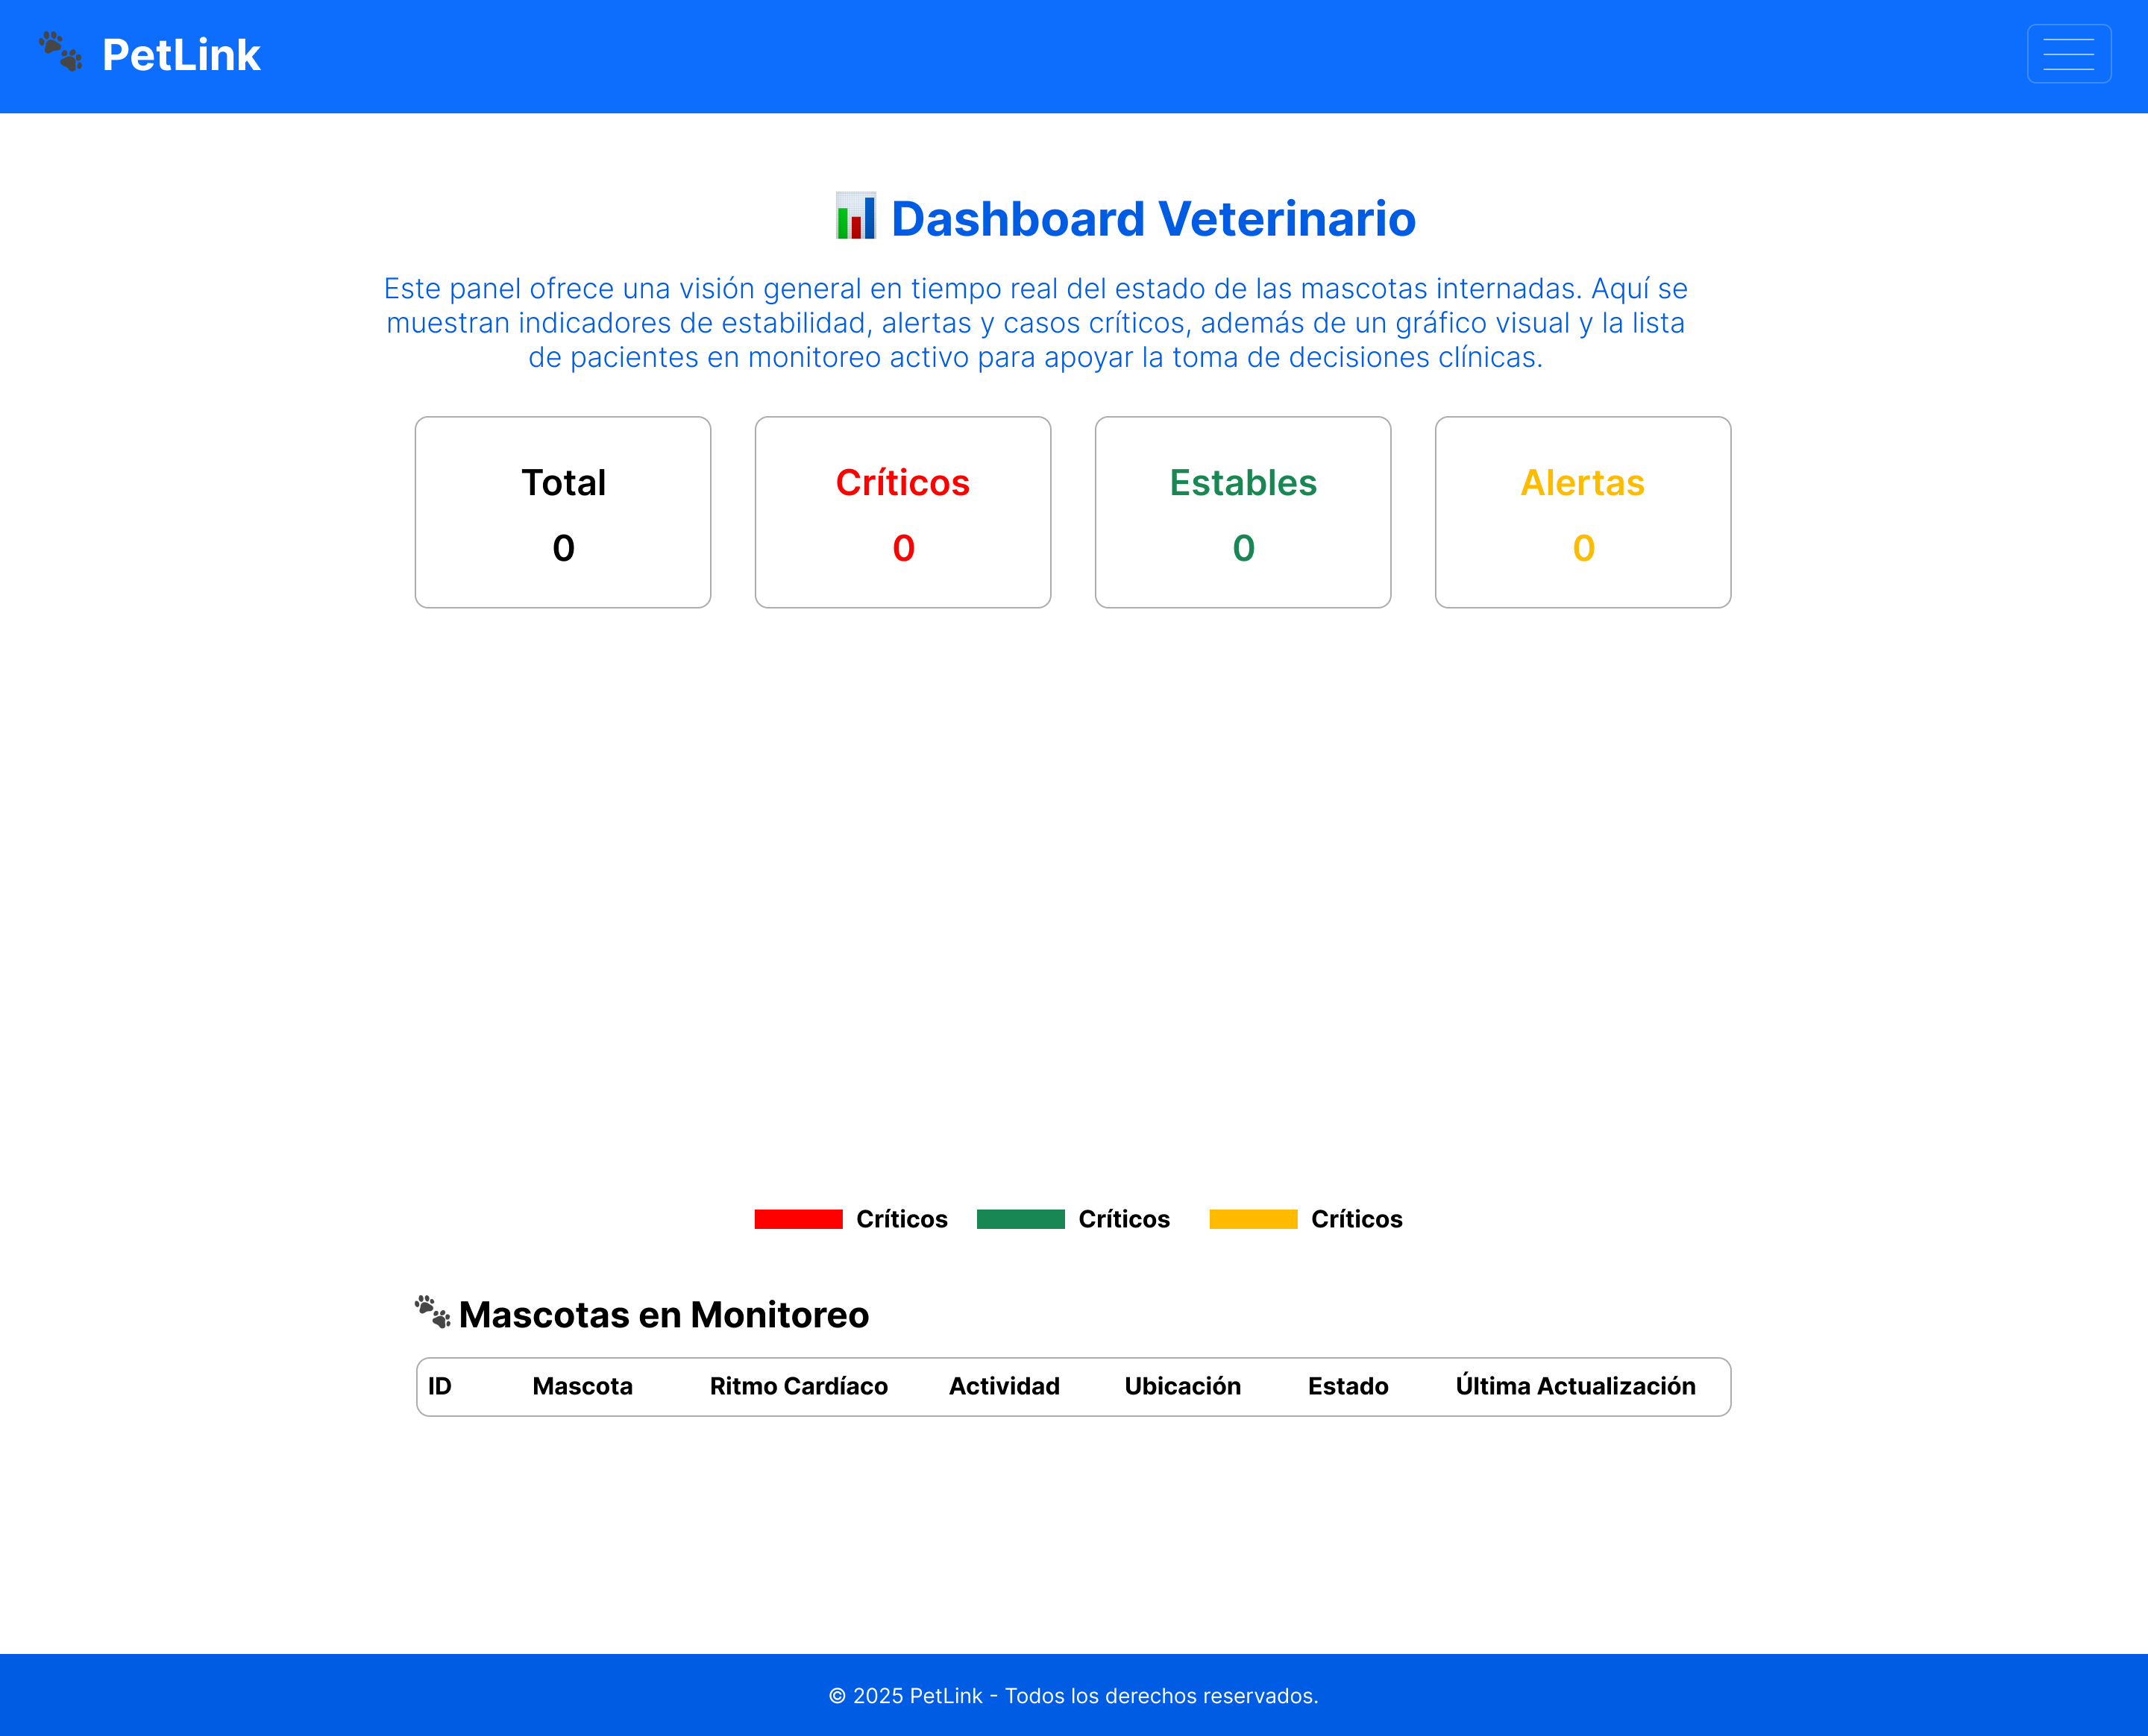 PetLink
Dashboard Veterinario
Este panel ofrece una visión general en tiempo real del estado de las mascotas internadas. Aquí se
muestran indicadores de estabilidad, alertas y casos críticos, además de un gráfico visual y la lista
de pacientes en monitoreo activo para apoyar la toma de decisiones clínicas.
Total Críticos Estables Alertas
0 0 0 0
Críticos Críticos Críticos
Mascotas en Monitoreo
ID Mascota Ritmo Cardíaco Actividad Ubicación Estado Última Actualización
© 2025 PetLink - Todos los derechos reservados.